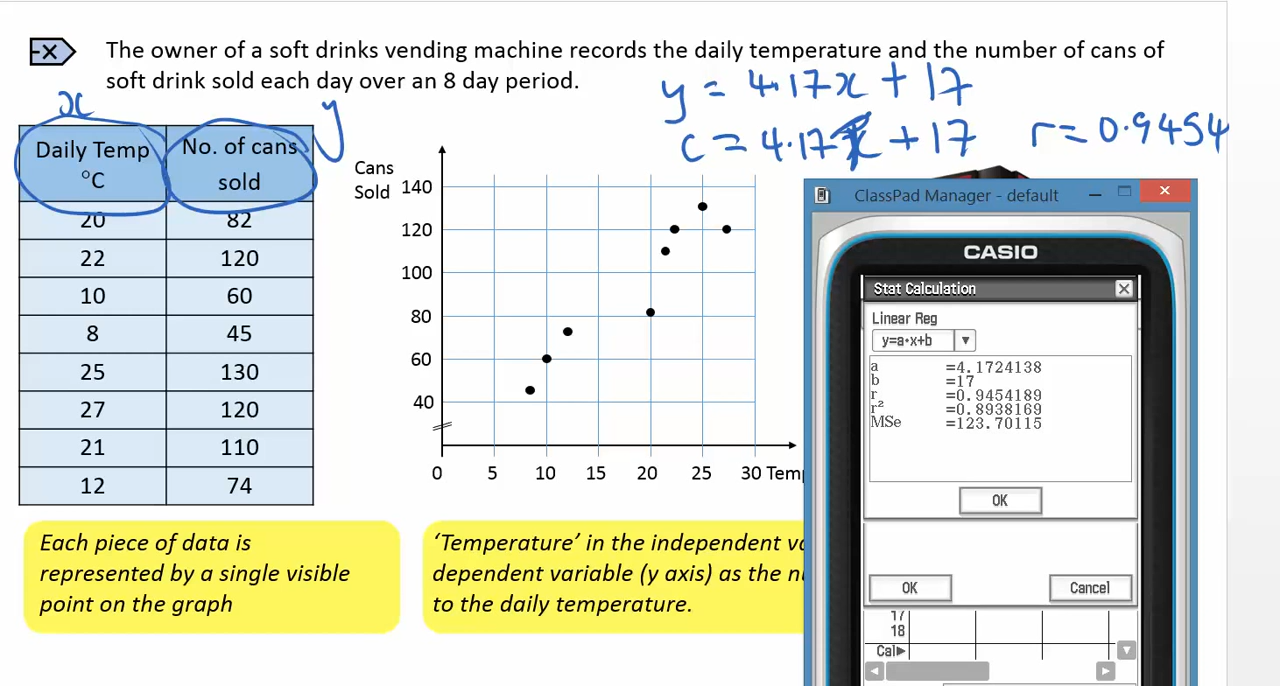 -X
The owner of a soft drinks vending machine records the daily temperature and the number of cans of
soft drink sold each day over an 8 day period.
y = 4.17x + 17
c = 4.17 + 17 r = 0.9454
x
y
Daily Temp °C No. of cans sold
20 82
22 120
10 60
8 45
25 130
27 120
21 110
12 74
Cans
Sold
140
120
100
80
60
40
0 5 10 15 20 25 30 Temp
ClassPad Manager - default
CASIO
Stat Calculation
Linear Reg
y=a•x+b
a =4.1724138
b =17
r =0.9454189
r² =0.8938169
MSe =123.70115
OK
OK Cancel
17
18
Cal▶
Each piece of data is
represented by a single visible
point on the graph
‘Temperature’ in the independent
dependent variable (y axis) as the
to the daily temperature.